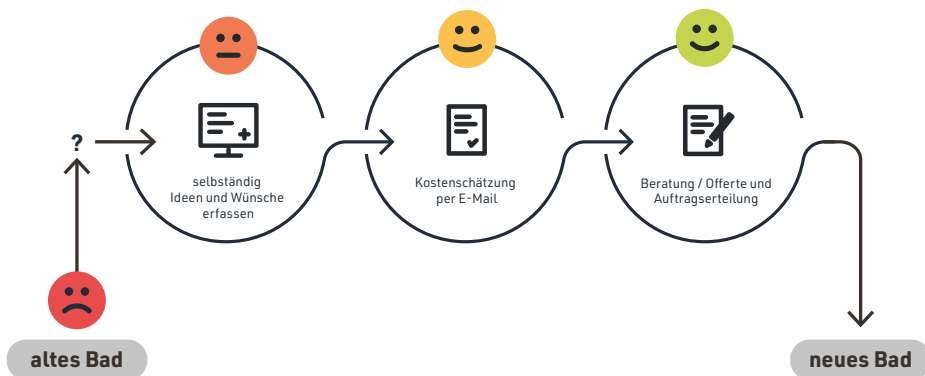 ?
selbständig
Ideen und Wünsche
erfassen
Kostenschätzung
per E-Mail
Beratung / Offerte und
Auftragserteilung
altes Bad
neues Bad